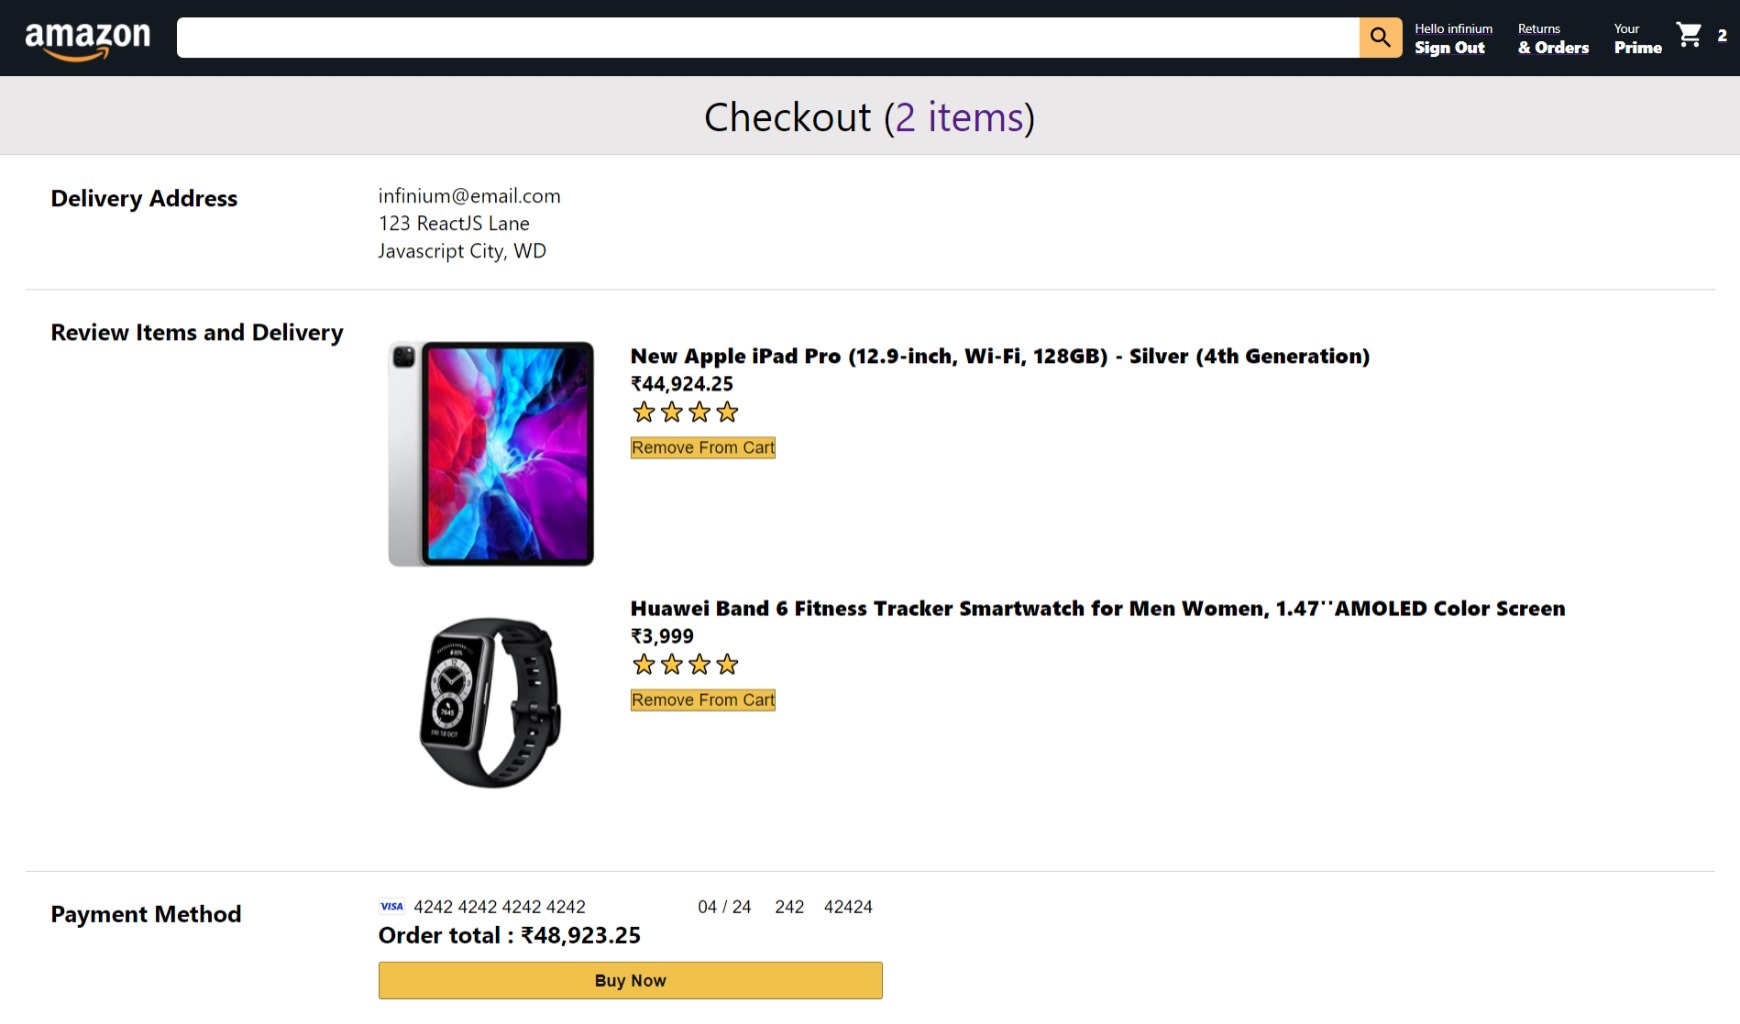 amazon
Hello infinium
Sign Out
Returns
& Orders
Your
Prime
2
Checkout (2 items)
Delivery Address
infinium@email.com
123 ReactJS Lane
Javascript City, WD
Review Items and Delivery
New Apple iPad Pro (12.9-inch, Wi-Fi, 128GB) - Silver (4th Generation)
₹44,924.25
Remove From Cart
Huawei Band 6 Fitness Tracker Smartwatch for Men Women, 1.47''AMOLED Color Screen
₹3,999
Remove From Cart
FRI 18 OCT
Payment Method
VISA 4242 4242 4242 4242 04 / 24 242 42424
Order total : ₹48,923.25
Buy Now